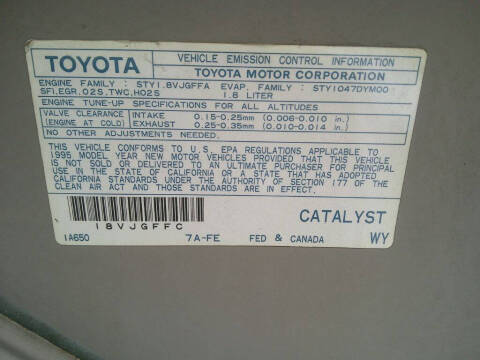 TOYOTA
VEHICLE EMISSION CONTROL INFORMATION
TOYOTA MOTOR CORPORATION
ENGINE FAMILY : STY1.8VJGFFA EVAP. FAMILY : STY1047DYM00
SFI,EGR,O2S,TWC,HO2S 1.8 LITER
ENGINE TUNE-UP SPECIFICATIONS FOR ALL ALTITUDES
VALVE CLEARANCE INTAKE 0.15-0.25mm (0.006-0.010 in.)
(ENGINE AT COLD) EXHAUST 0.25-0.35mm (0.010-0.014 in.)
NO OTHER ADJUSTMENTS NEEDED.
THIS VEHICLE CONFORMS TO U.S. EPA REGULATIONS APPLICABLE TO
1995 MODEL YEAR NEW MOTOR VEHICLES PROVIDED THAT THIS VEHICLE
IS NOT SOLD OR DELIVERED TO AN ULTIMATE PURCHASER FOR PRINCIPAL
USE IN THE STATE OF CALIFORNIA OR A STATE THAT HAS ADOPTED
CALIFORNIA STANDARDS UNDER THE AUTHORITY OF SECTION 177 OF THE
CLEAN AIR ACT AND THOSE STANDARDS ARE IN EFFECT.
18VJGFFC
CATALYST
1A650 7A-FE FED & CANADA WY